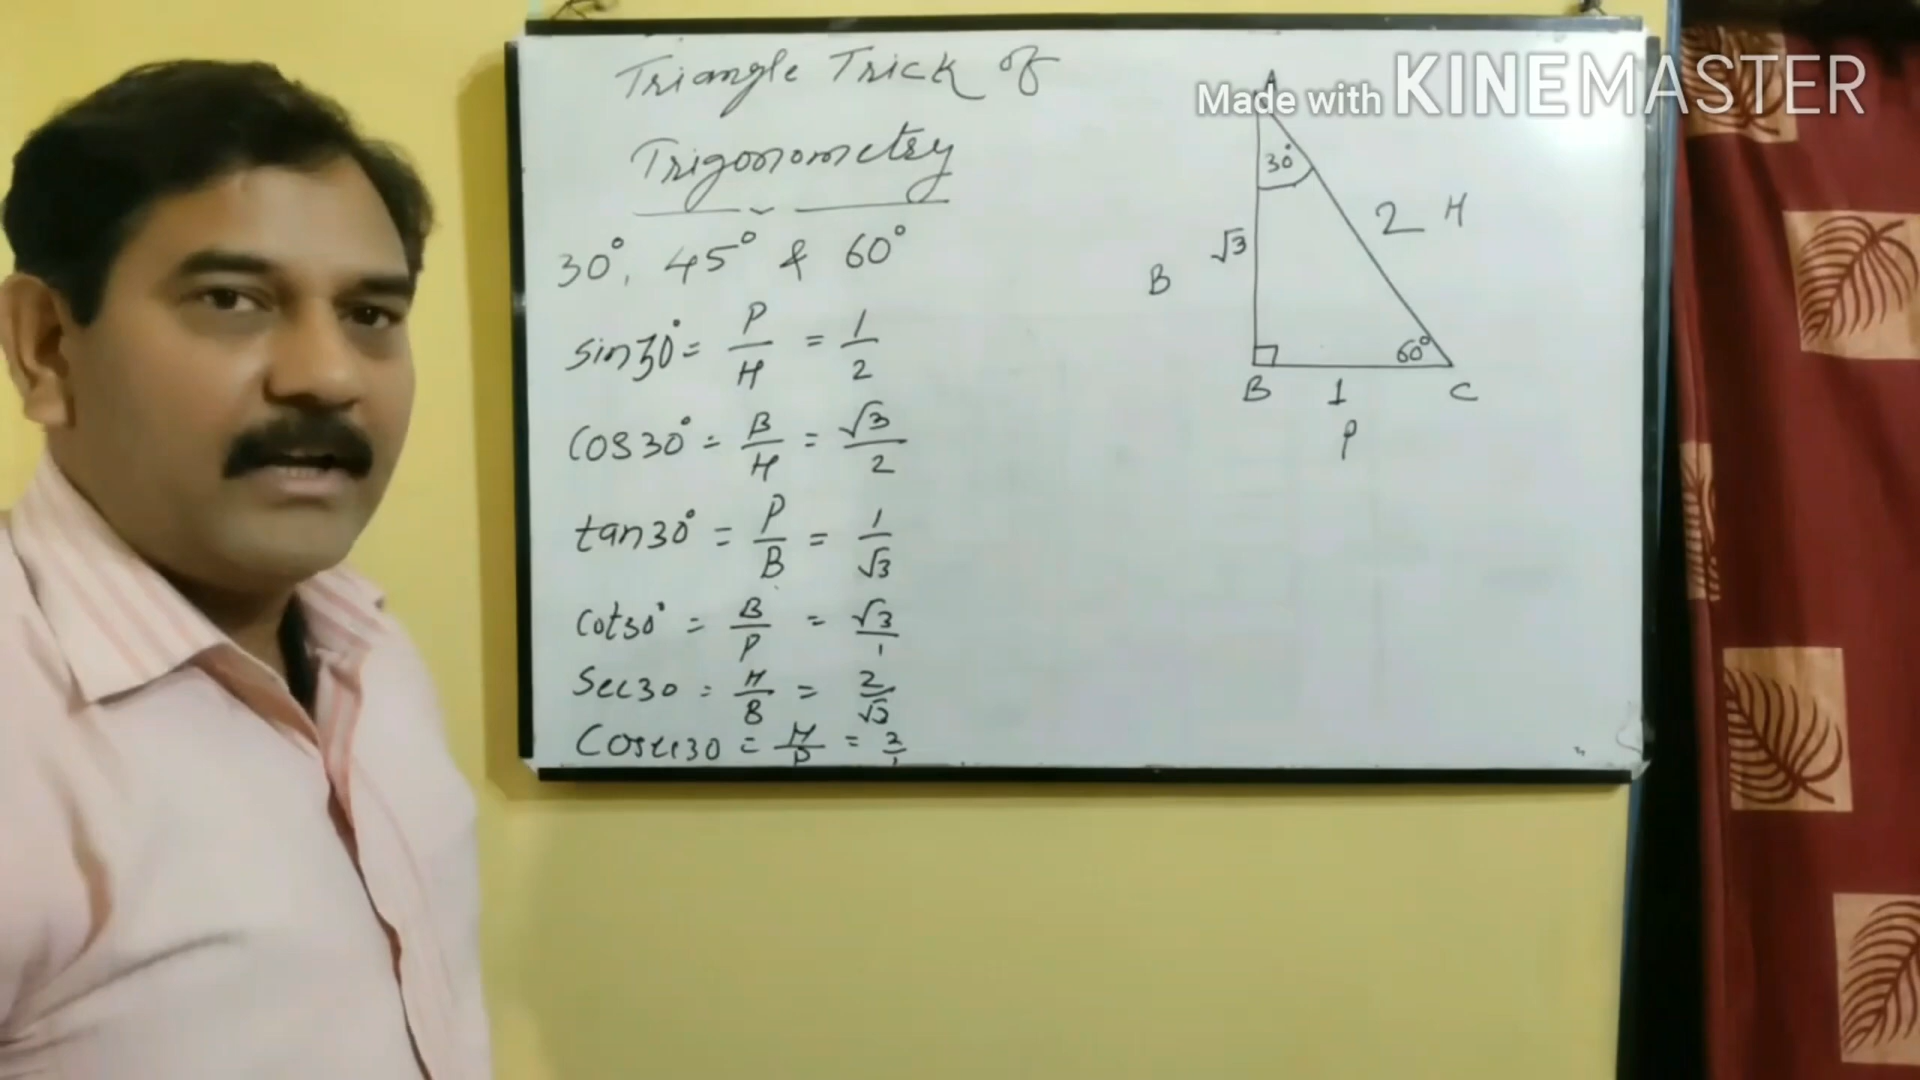 Triangle Trick of
Trigonometry
30°, 45° & 60°
sin30° = P/H = 1/2
cos30° = B/H = √3/2
tan30° = P/B = 1/√3
cot30° = B/P = √3/1
Sec30 = H/B = 2/√3
Cosec30 = H/P = 2/1
Made with KINEMASTER
A
30°
√3
2 H
B
60°
B 1 C
P